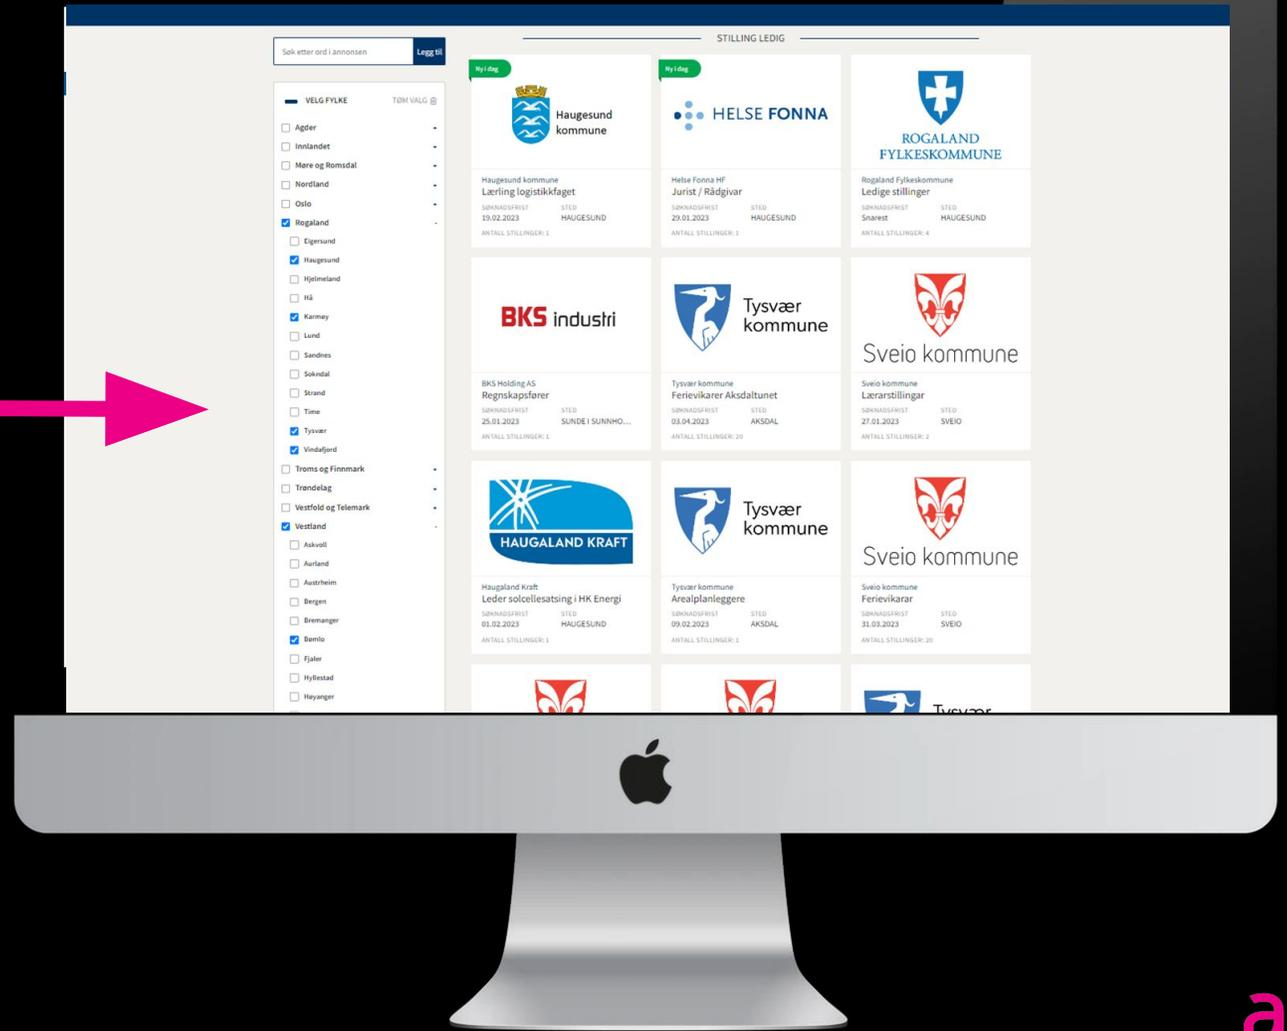 STILLING LEDIG
Søk etter ord i annonsen
Legg til
VELG FYLKE
TØM VALG
Agder
Innlandet
Møre og Romsdal
Nordland
Oslo
Rogaland
Eigersund
Haugesund
Hjelmeland
Hå
Karmøy
Lund
Sandnes
Sokndal
Strand
Time
Tysvær
Vindafjord
Troms og Finnmark
Trøndelag
Vestfold og Telemark
Vestland
Askvoll
Aurland
Austrheim
Bergen
Bremanger
Bømlo
Fjaler
Hyllestad
Høyanger
Ny i dag
Haugesund
kommune
Haugesund kommune
Lærling logistikkfaget
SØKNADSFRIST STED
19.02.2023 HAUGESUND
ANTALL STILLINGER: 1
Ny i dag
HELSE FONNA
Helse Fonna HF
Jurist / Rådgivar
SØKNADSFRIST STED
29.01.2023 HAUGESUND
ANTALL STILLINGER: 1
ROGALAND
FYLKESKOMMUNE
Rogaland Fylkeskommune
Ledige stillinger
SØKNADSFRIST STED
Snarest HAUGESUND
ANTALL STILLINGER: 4
BKS industri
BKS Holding AS
Regnskapsfører
SØKNADSFRIST STED
25.01.2023 SUNDE I SUNNHO...
ANTALL STILLINGER: 1
Tysvær
kommune
Tysvær kommune
Ferievikarer Aksdaltunet
SØKNADSFRIST STED
03.04.2023 AKSDAL
ANTALL STILLINGER: 20
Sveio kommune
Sveio kommune
Lærarstillingar
SØKNADSFRIST STED
27.01.2023 SVEIO
ANTALL STILLINGER: 2
HAUGALAND KRAFT
Haugaland Kraft
Leder solcellesatsing i HK Energi
SØKNADSFRIST STED
01.02.2023 HAUGESUND
ANTALL STILLINGER: 1
Tysvær
kommune
Tysvær kommune
Arealplanleggere
SØKNADSFRIST STED
09.02.2023 AKSDAL
ANTALL STILLINGER: 1
Sveio kommune
Sveio kommune
Ferievikarar
SØKNADSFRIST STED
31.03.2023 SVEIO
ANTALL STILLINGER: 20
Tysvær
a